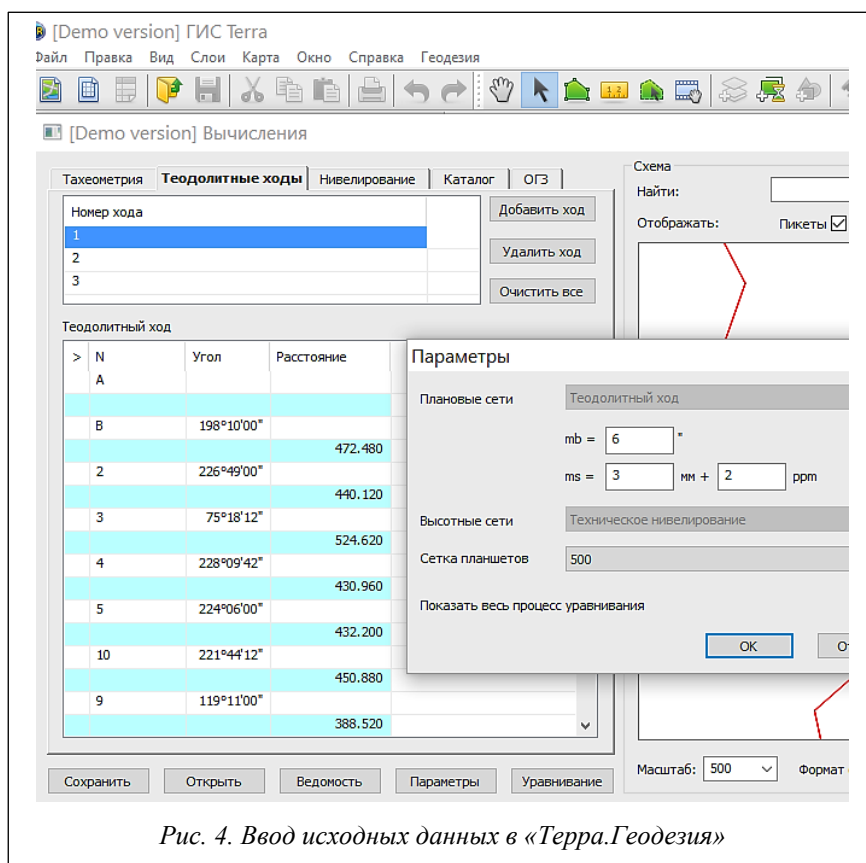 [Demo version] ГИС Terra
Файл Правка Вид Слои Карта Окно Справка Геодезия
[Demo version] Вычисления
Тахеометрия Теодолитные ходы Нивелирование Каталог ОГЗ
Номер хода
1
2
3
Добавить ход
Удалить ход
Очистить все
Схема
Найти:
Отображать: Пикеты
Теодолитный ход
> N Угол Расстояние
A
B 198°10'00"
472.480
2 226°49'00"
440.120
3 75°18'12"
524.620
4 228°09'42"
430.960
5 224°06'00"
432.200
10 221°44'12"
450.880
9 119°11'00"
388.520
Параметры
Плановые сети Теодолитный ход
mb = 6 "
ms = 3 мм + 2 ppm
Высотные сети Техническое нивелирование
Сетка планшетов 500
Показать весь процесс уравнивания
OK
Сохранить Открыть Ведомость Параметры Уравнивание
Масштаб: 500 Формат
Рис. 4. Ввод исходных данных в «Терра.Геодезия»